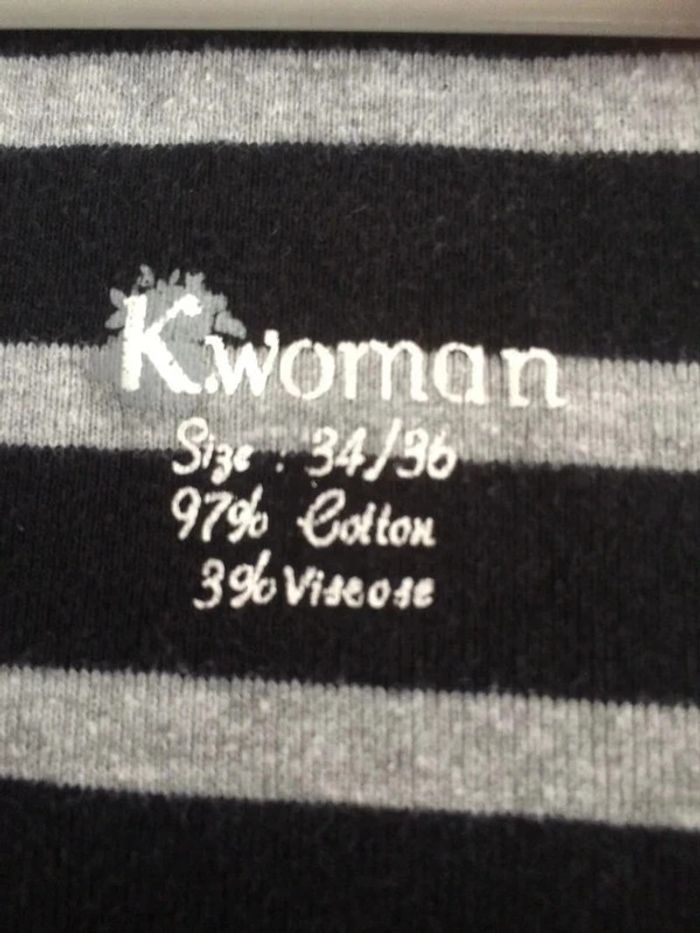 K.woman
Size : 34/36
97% Cotton
3% Viscose